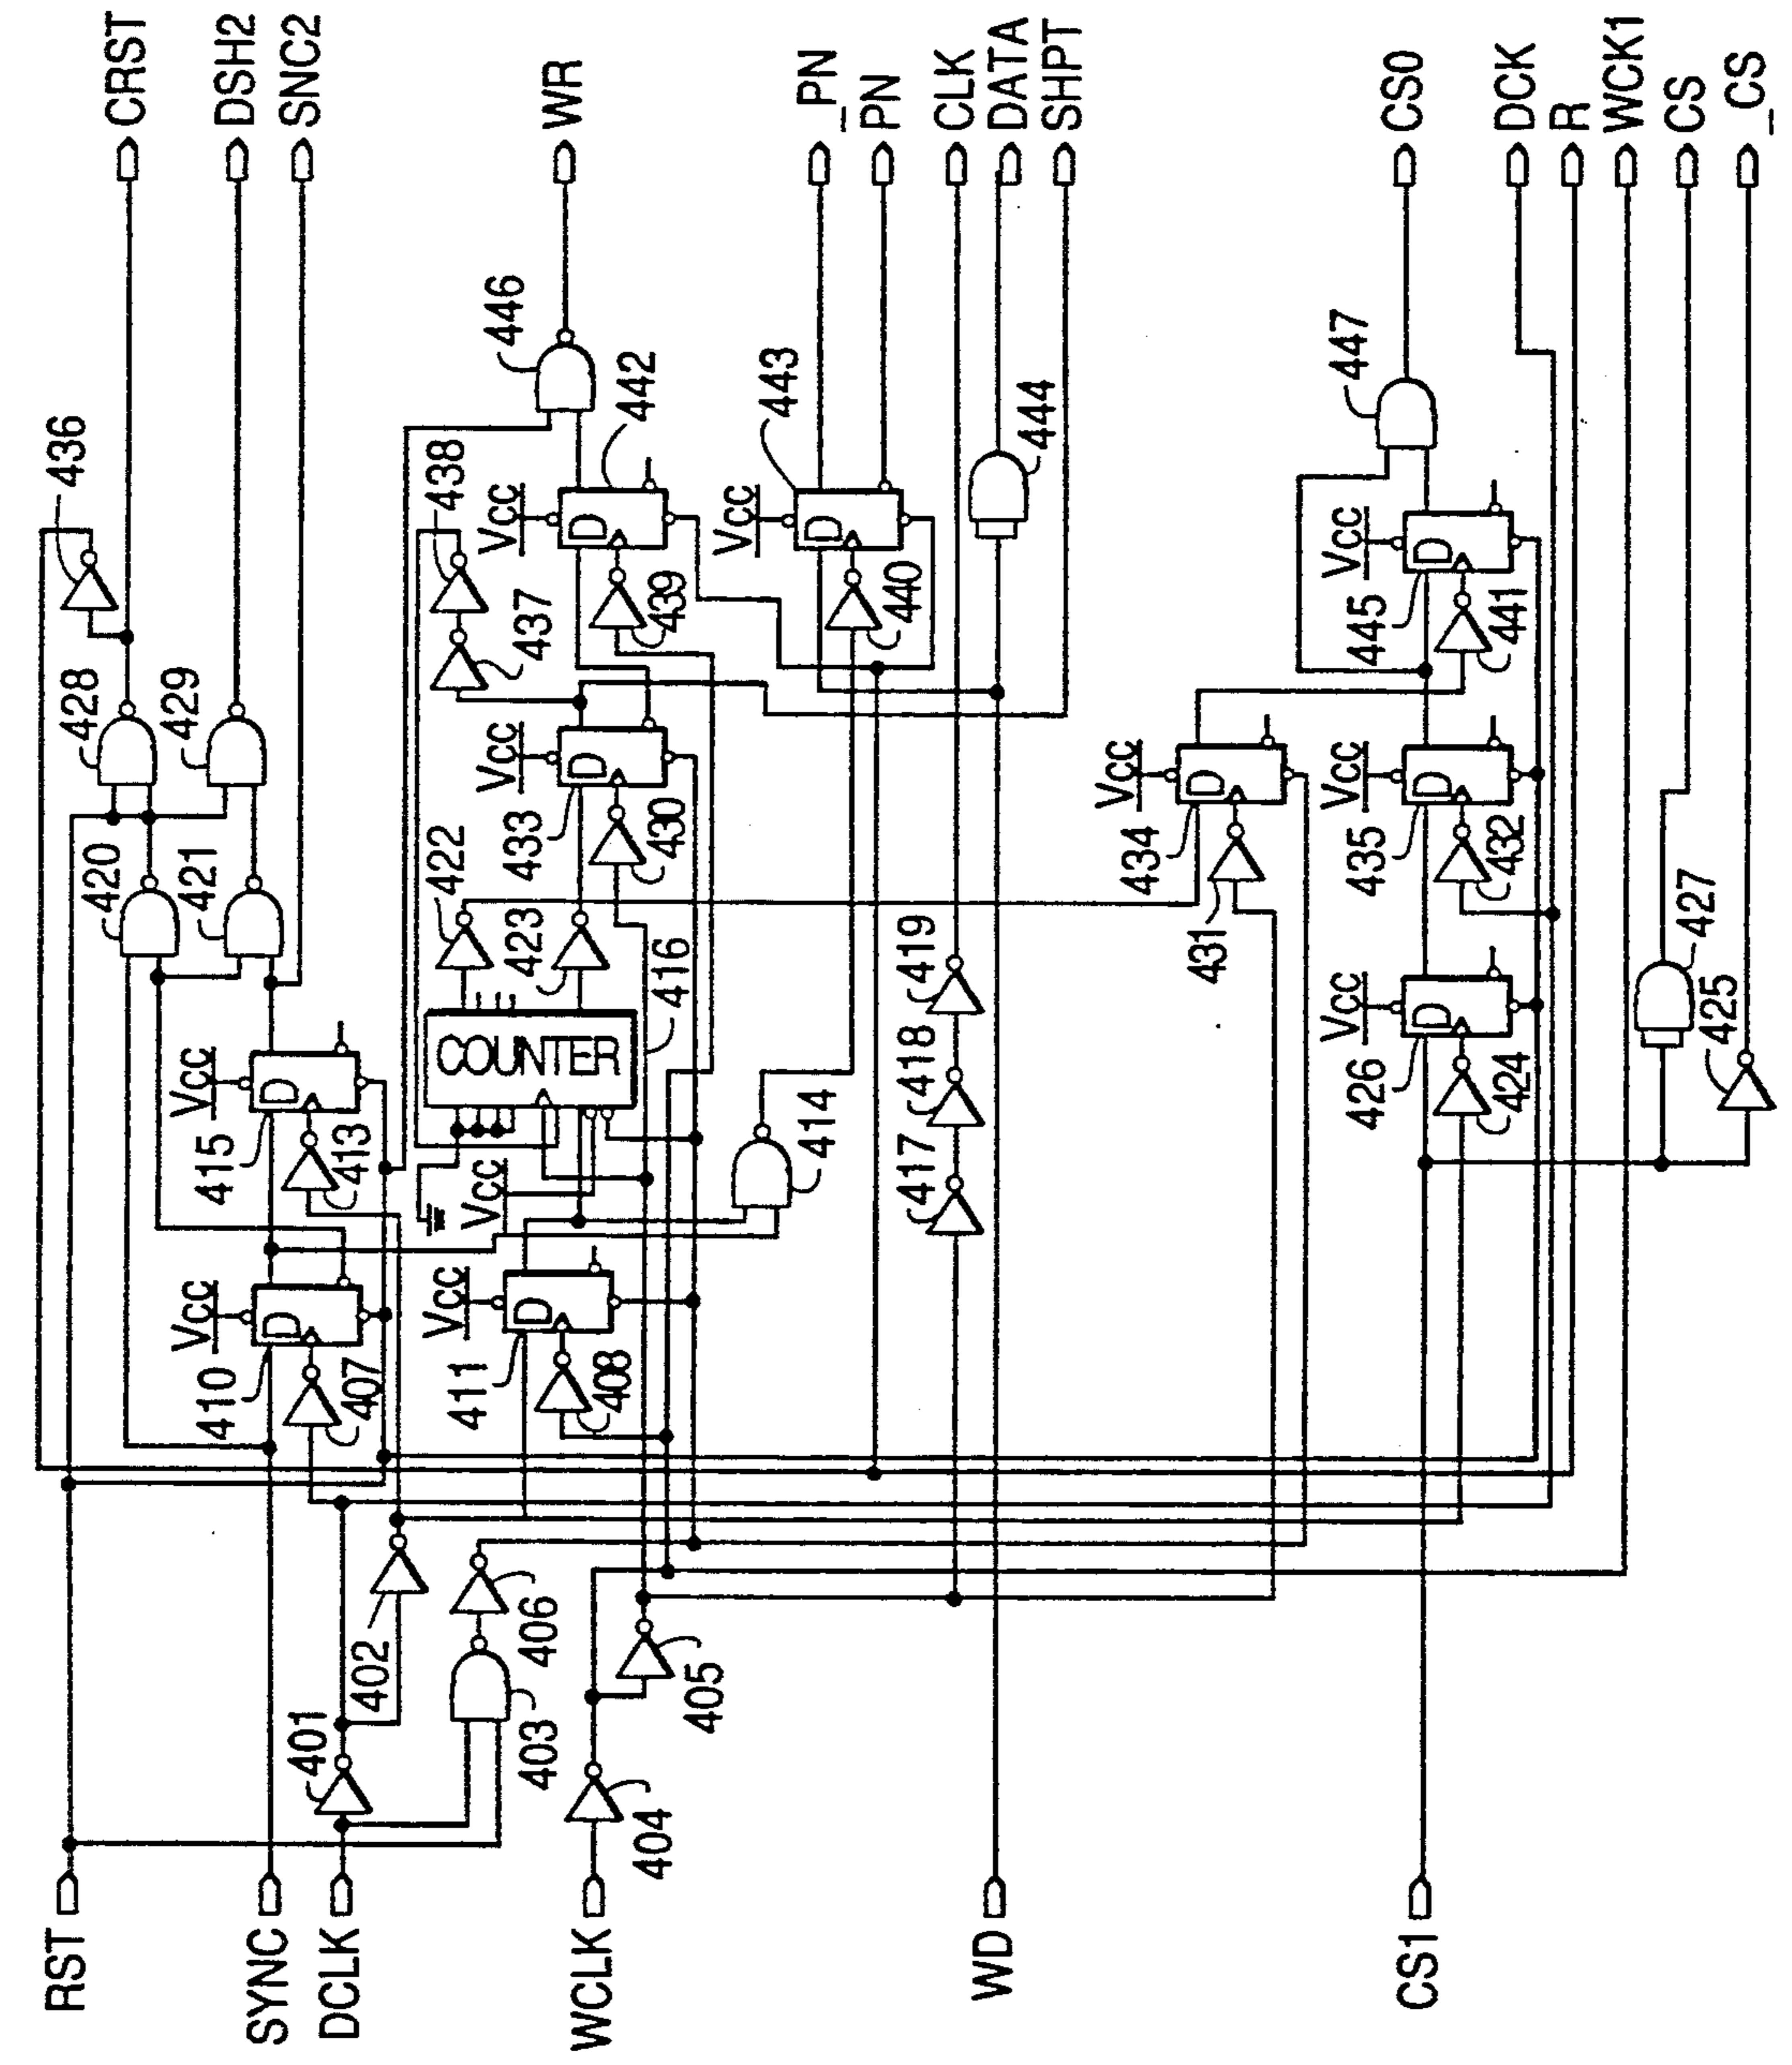 RST
SYNC
DCLK
WCLK
WD
CS1
CRST
DSH2
SNC2
WR
_PN
PN
CLK
DATA
SHPT
CS0
DCK
R
WCK1
CS
_CS
401
402
403
404
405
406
407
408
410
Vcc
D
411
Vcc
D
413
414
415
Vcc
D
416
COUNTER
Vcc
417
418
419
420
421
422
423
424
425
426
Vcc
D
427
428
429
430
431
432
433
Vcc
D
434
Vcc
D
435
Vcc
D
436
437
438
439
440
441
442
Vcc
D
443
Vcc
D
444
445
Vcc
D
446
447